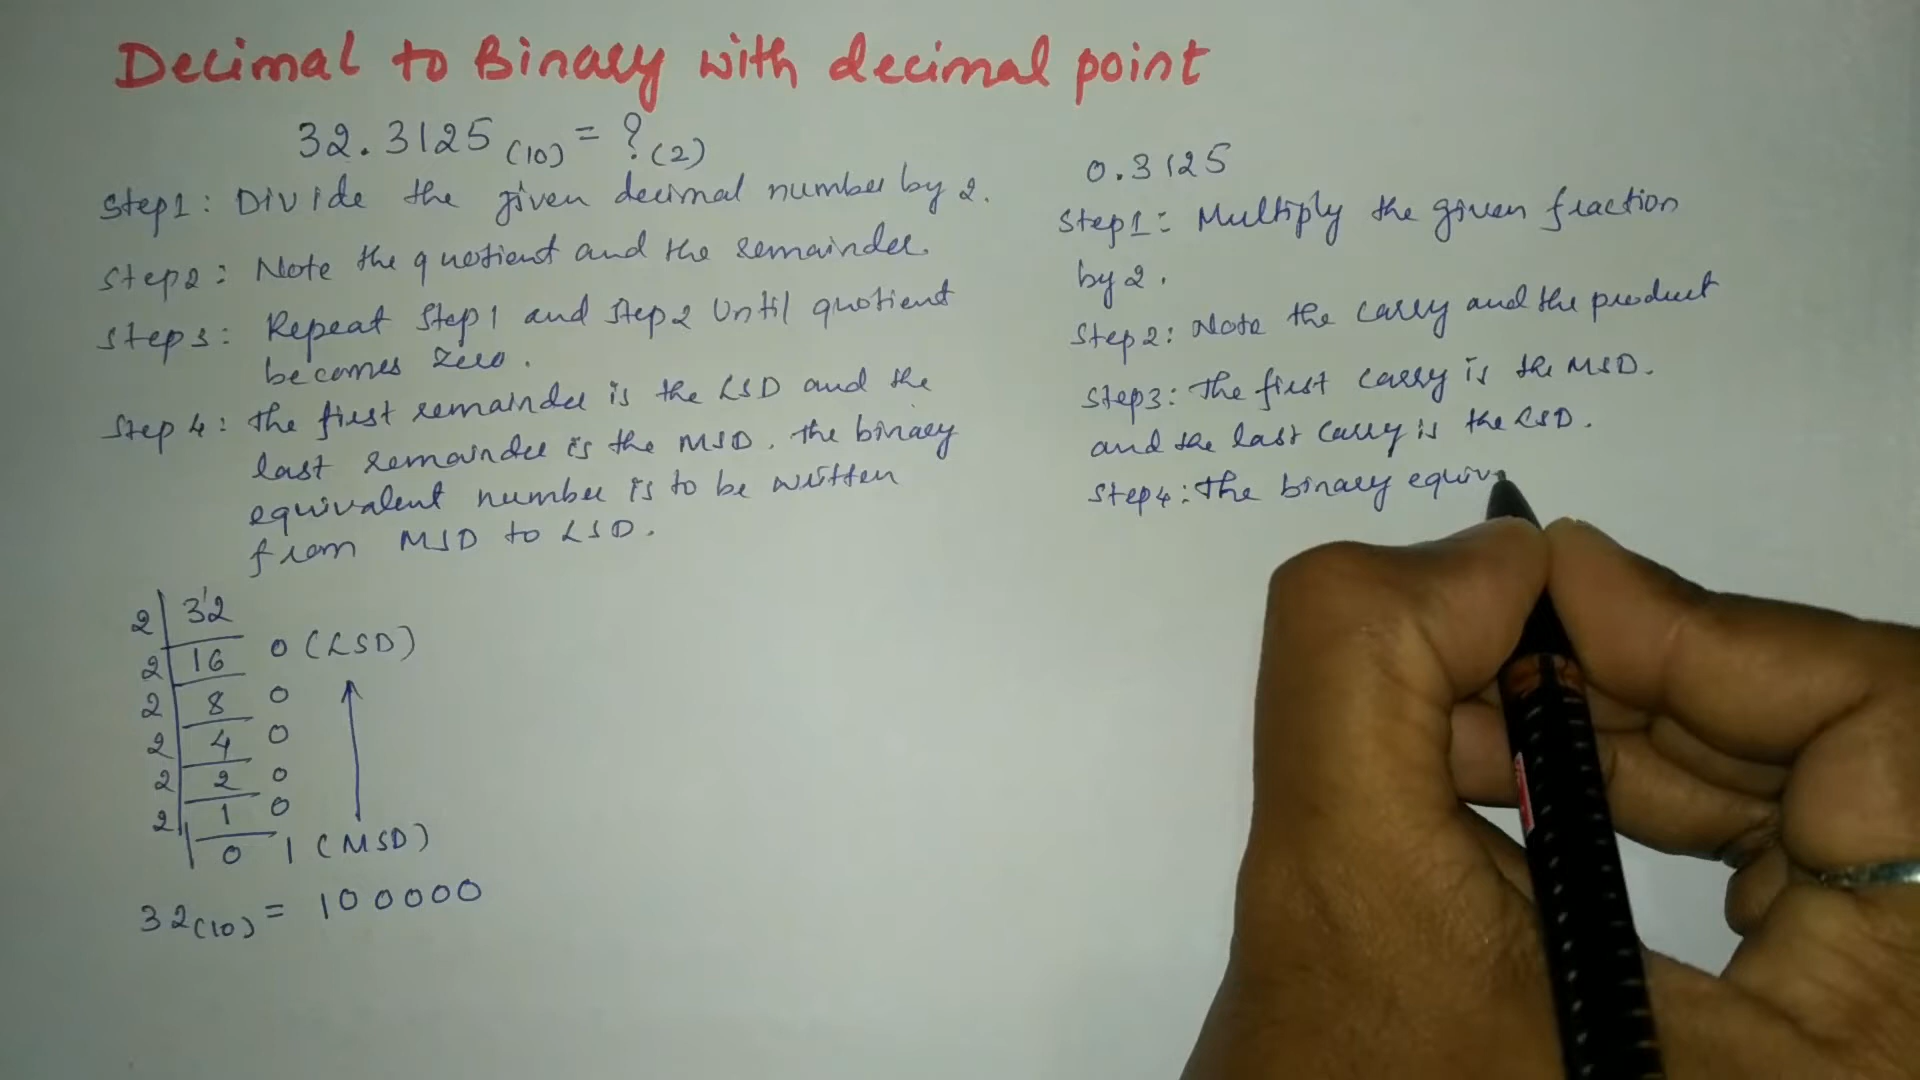 Decimal to Binary with decimal point
32.3125 (10) = ? (2)
Step1: Divide the given decimal number by 2.
Step2: Note the quotient and the remainder.
Step3: Repeat Step1 and Step2 Until quotient
becomes zero.
Step 4: the first remainder is the LSD and the
last remainder is the MSD. the binary
equivalent number is to be written
from MSD to LSD.
2 32
2 16 0 (LSD)
2 8 0
2 4 0
2 2 0
2 1 0
0 1 (MSD)
32(10) = 100000
0.3125
Step1: Multiply the given fraction
by 2.
Step2: Note the carry and the product
Step3: The first carry is the MSD.
and the last carry is the LSD.
Step4: The binary equiv